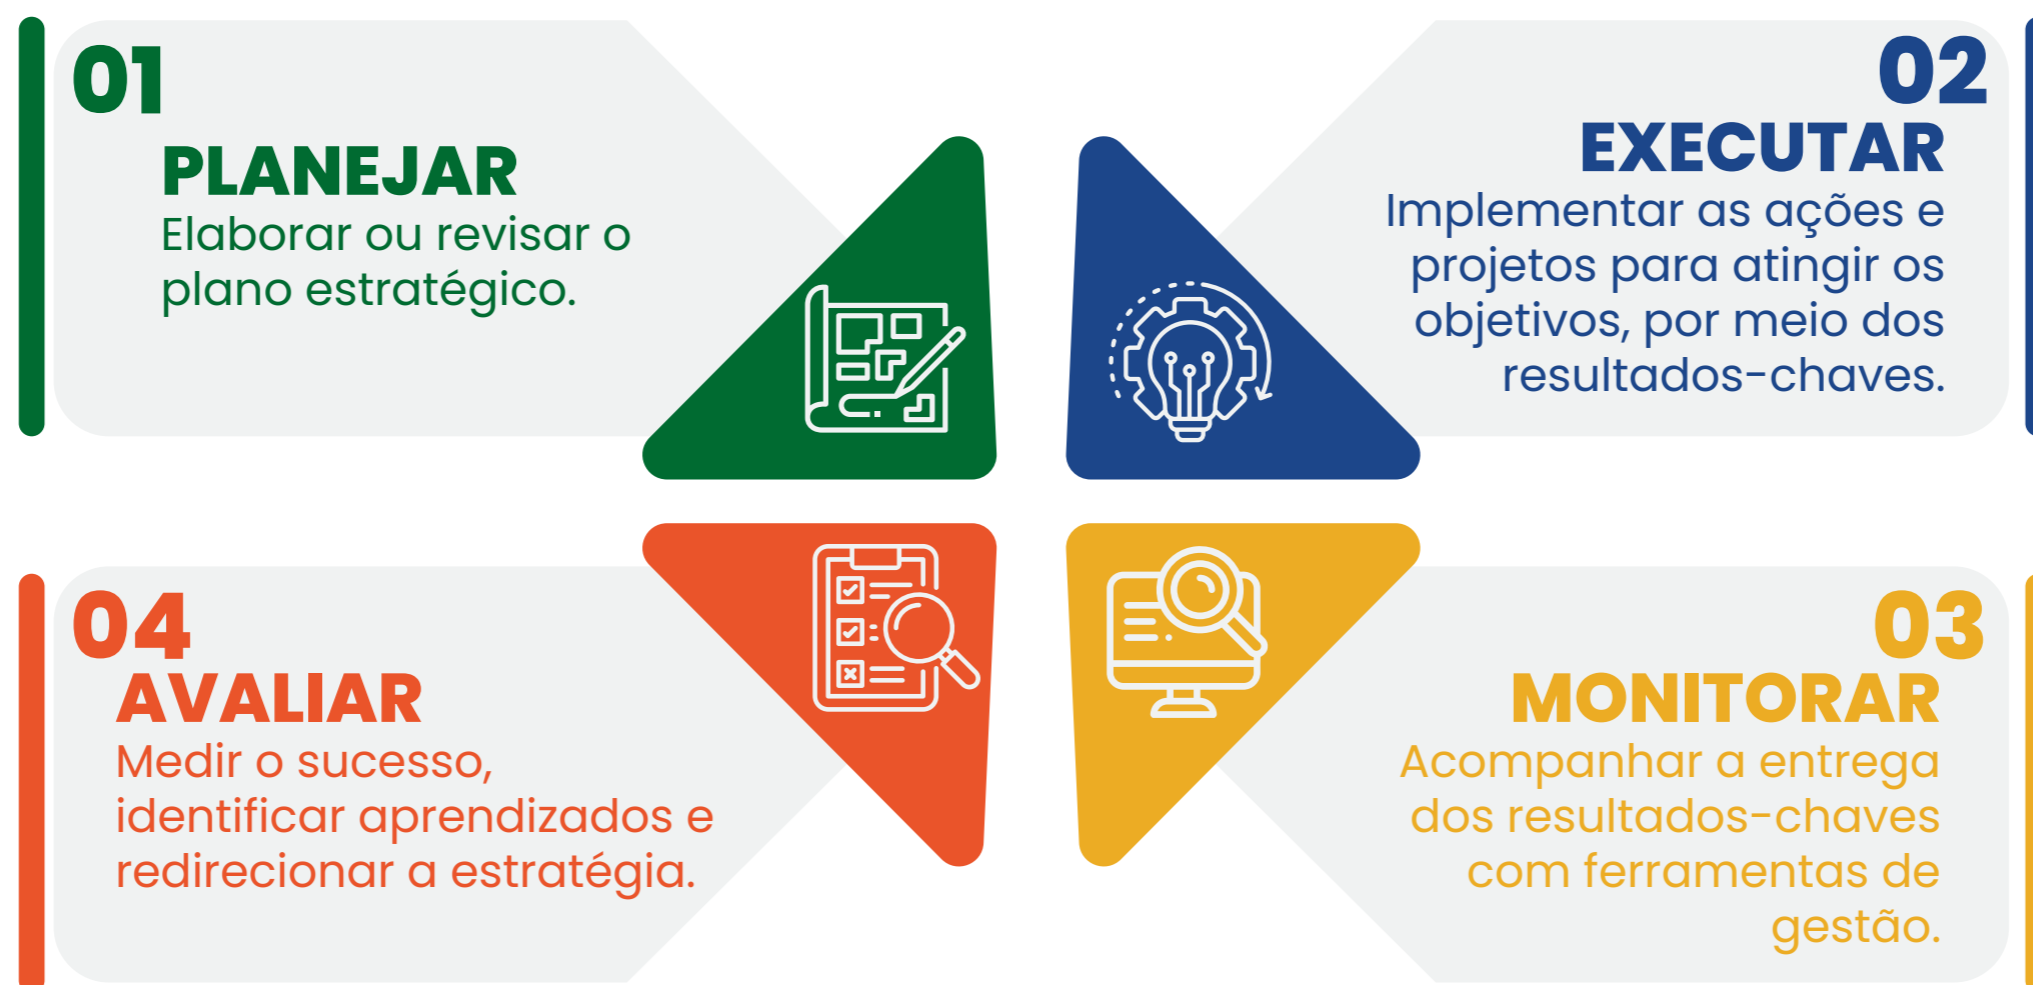 01
PLANEJAR
Elaborar ou revisar o
plano estratégico.
02
EXECUTAR
Implementar as ações e
projetos para atingir os
objetivos, por meio dos
resultados-chaves.
03
MONITORAR
Acompanhar a entrega
dos resultados-chaves
com ferramentas de
gestão.
04
AVALIAR
Medir o sucesso,
identificar aprendizados e
redirecionar a estratégia.